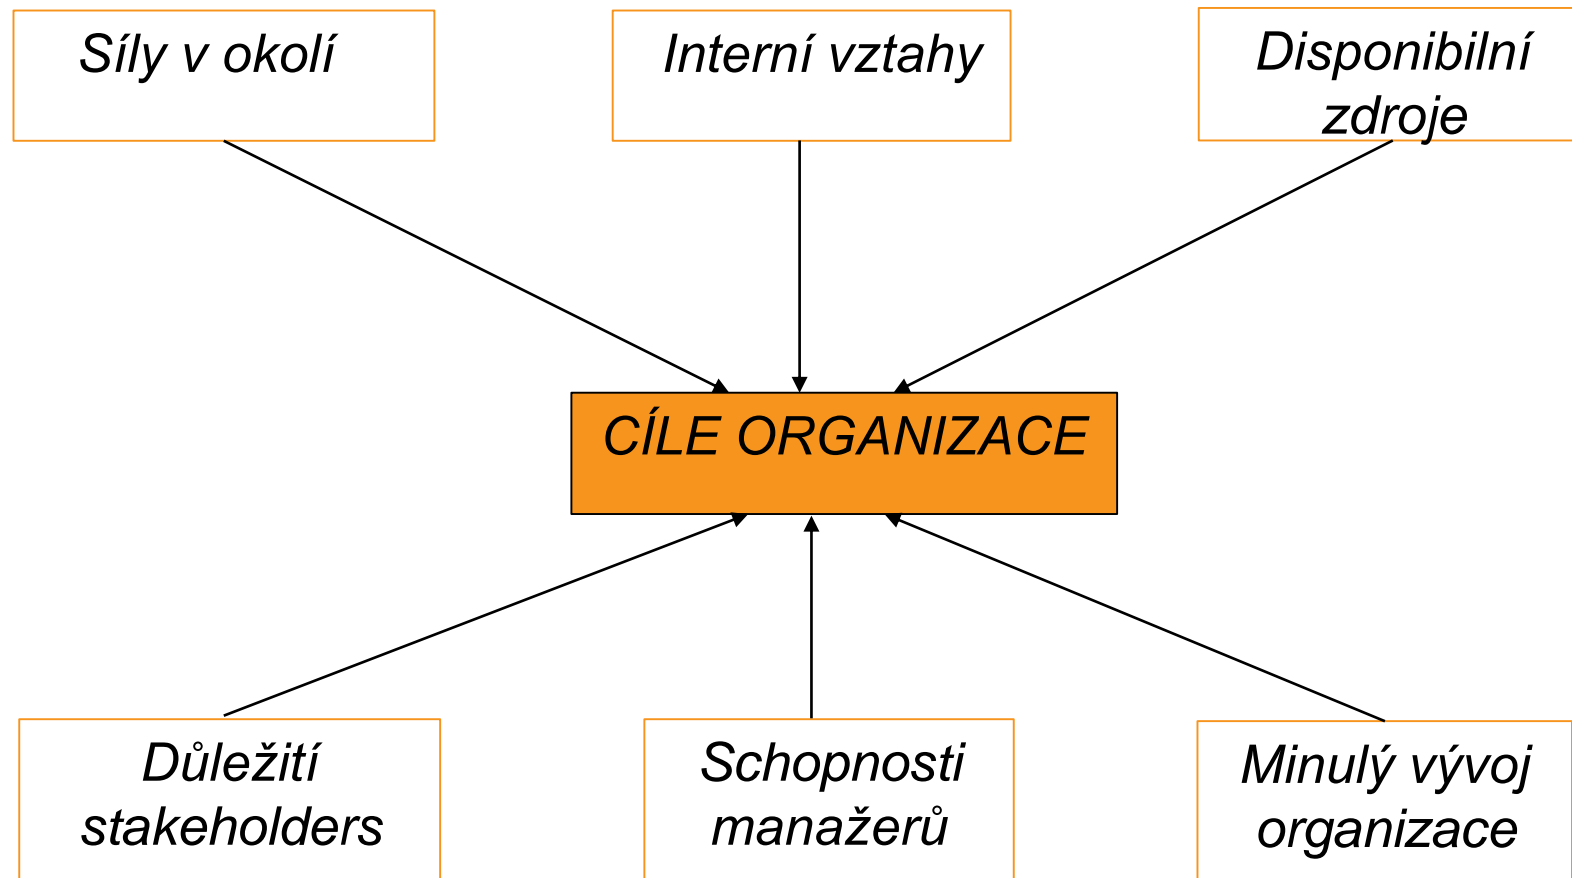 Síly v okolí
Interní vztahy
Disponibilní
zdroje
CÍLE ORGANIZACE
Důležití
stakeholders
Schopnosti
manažerů
Minulý vývoj
organizace